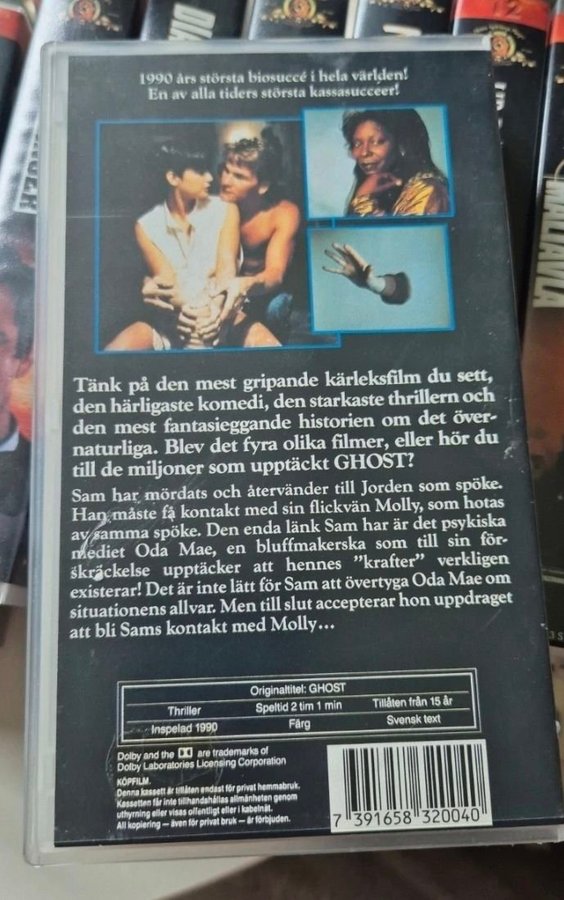 1990 års största biosuccé i hela världen!
En av alla tiders största kassasucceer!
Tänk på den mest gripande kärleksfilm du sett,
den härligaste komedi, den starkaste thrillern och
den mest fantasieggande historien om det över-
naturliga. Blev det fyra olika filmer, eller hör du
till de miljoner som upptäckt GHOST?
Sam har mördats och återvänder till Jorden som spöke.
Han måste få kontakt med sin flickvän Molly, som hotas
av samma spöke. Den enda länk Sam har är det psykiska
mediet Oda Mae, en bluffmakerska som till sin för-
skräckelse upptäcker att hennes ”krafter” verkligen
existerar! Det är inte lätt för Sam att övertyga Oda Mae om
situationens allvar. Men till slut accepterar hon uppdraget
att bli Sams kontakt med Molly...
Originaltitel: GHOST
Thriller Speltid 2 tim 1 min Tillåten från 15 år
Inspelad 1990 Färg Svensk text
Dolby and the are trademarks of
Dolby Laboratories Licensing Corporation
KÖPFILM.
Denna kassett är tillåten endast för privat hemmabruk.
Kassetten får inte tillhandahållas allmänheten genom
uthyrning eller visas offentligt eller i kabelnät.
All kopiering – även för privat bruk – är förbjuden.
7 391658 320040